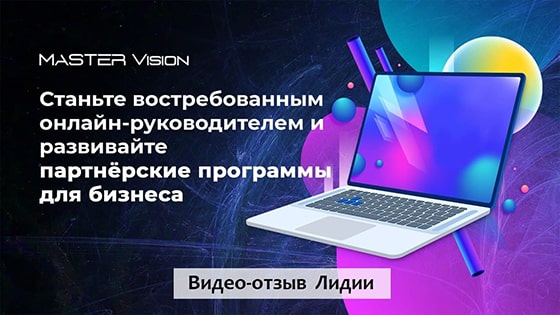 MASTER VISION
Станьте востребованным
онлайн-руководителем и
развивайте
партнёрские программы
для бизнеса
Видео-отзыв Лидии